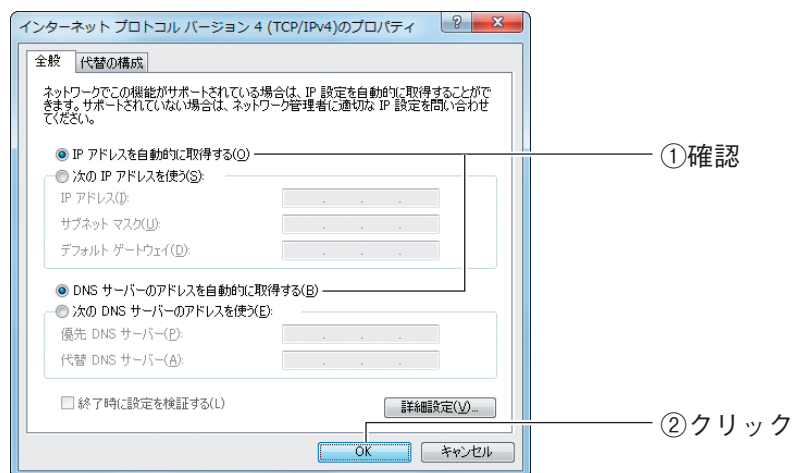 インターネット プロトコル バージョン 4 (TCP/IPv4)のプロパティ
全般
代替の構成
ネットワークでこの機能がサポートされている場合は、IP 設定を自動的に取得することがで
きます。サポートされていない場合は、ネットワーク管理者に適切な IP 設定を問い合わせ
てください。
IP アドレスを自動的に取得する(O)
①確認
次の IP アドレスを使う(S):
IP アドレス(I):
サブネット マスク(U):
デフォルト ゲートウェイ(D):
DNS サーバーのアドレスを自動的に取得する(B)
次の DNS サーバーのアドレスを使う(E):
優先 DNS サーバー(P):
代替 DNS サーバー(A):
終了時に設定を検証する(L)
詳細設定(V)...
②クリック
OK
キャンセル